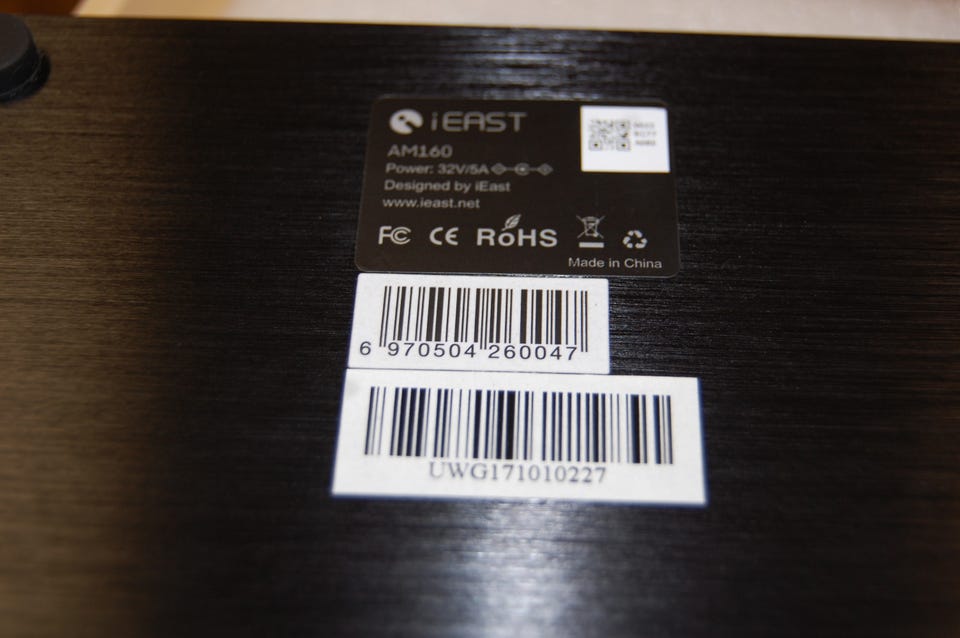 iEAST
AM160
Power: 32V/5A
Designed by iEast
www.ieast.net
FC CE RoHS
Made in China
6 970504 260047
UWG171010227